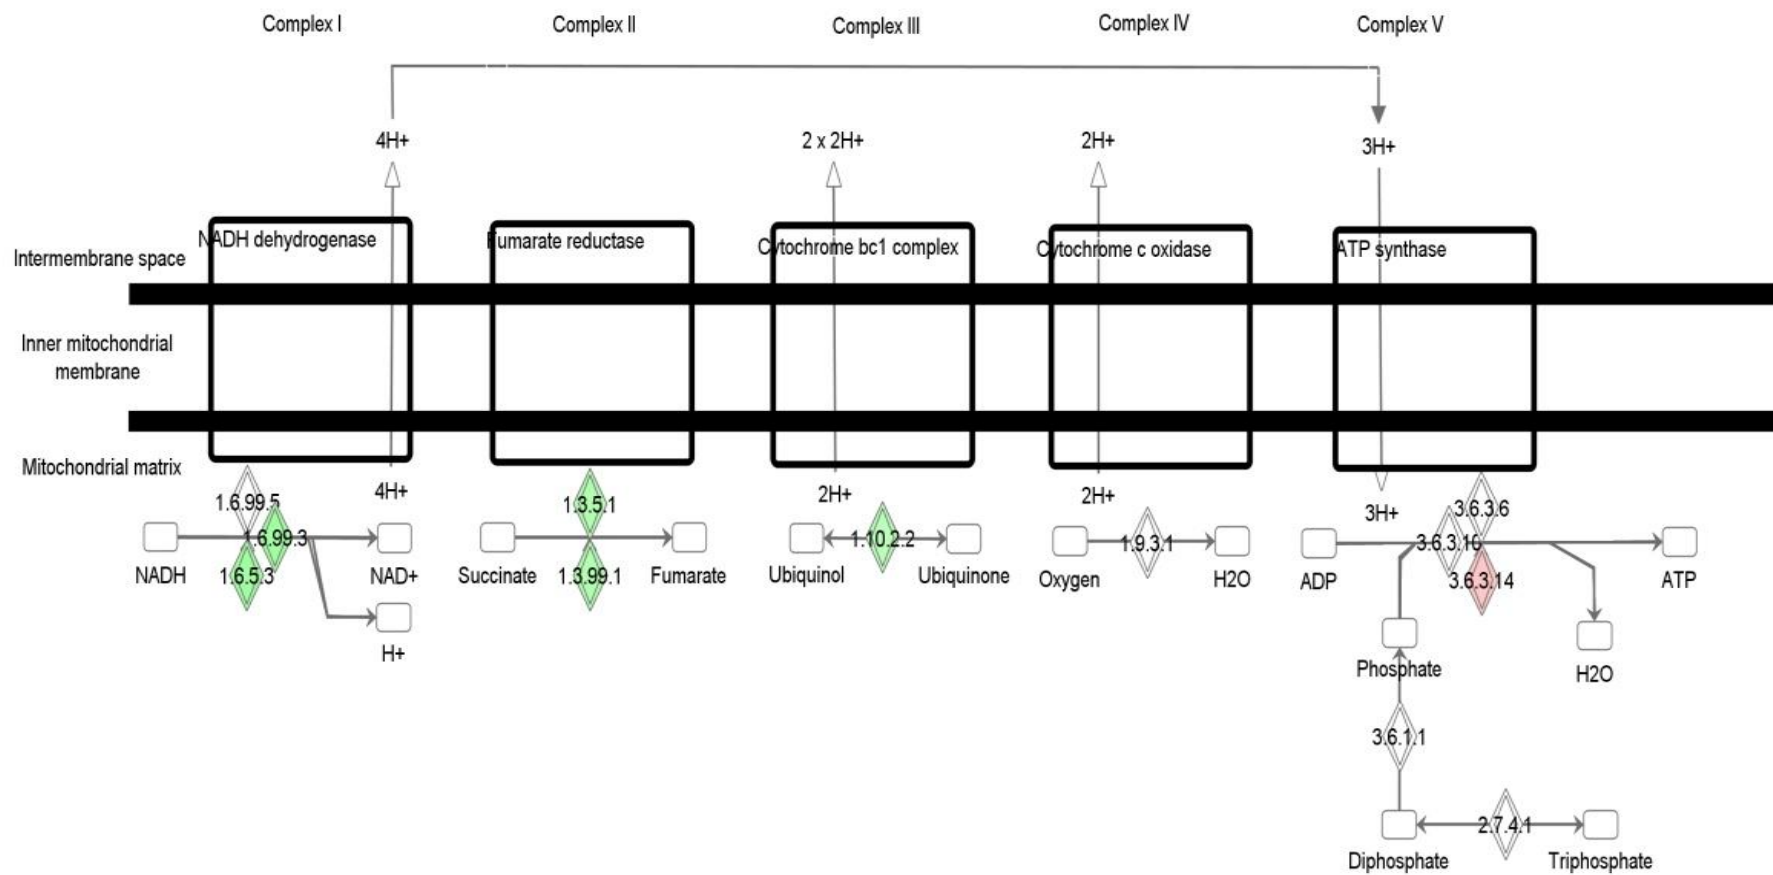 Complex I
Complex II
Complex III
Complex IV
Complex V
4H+
2 x 2H+
2H+
3H+
NADH dehydrogenase
Fumarate reductase
Cytochrome bc1 complex
Cytochrome c oxidase
ATP synthase
Intermembrane space
Inner mitochondrial
membrane
Mitochondrial matrix
4H+
2H+
2H+
3H+
1.6.99.5
1.6.99.3
1.6.5.3
1.3.5.1
1.3.99.1
1.10.2.2
1.9.3.1
3.6.3.6
3.6.3.10
3.6.3.14
NADH
NAD+
H+
Succinate
Fumarate
Ubiquinol
Ubiquinone
Oxygen
H2O
ADP
ATP
Phosphate
H2O
3.6.1.1
2.7.4.1
Diphosphate
Triphosphate